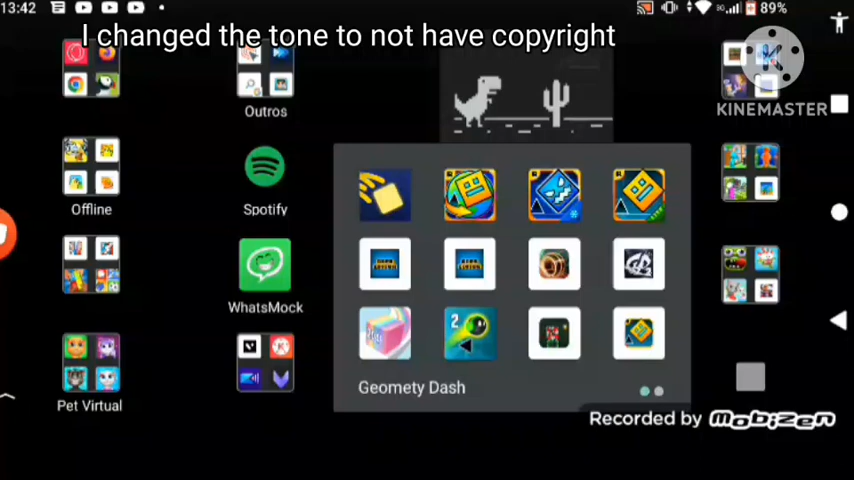 13:42
3G
89%
I changed the tone to not have copyright
KINEMASTER
Outros
Offline
Spotify
WhatsMock
Geomety Dash
Pet Virtual
Recorded by Mobizen